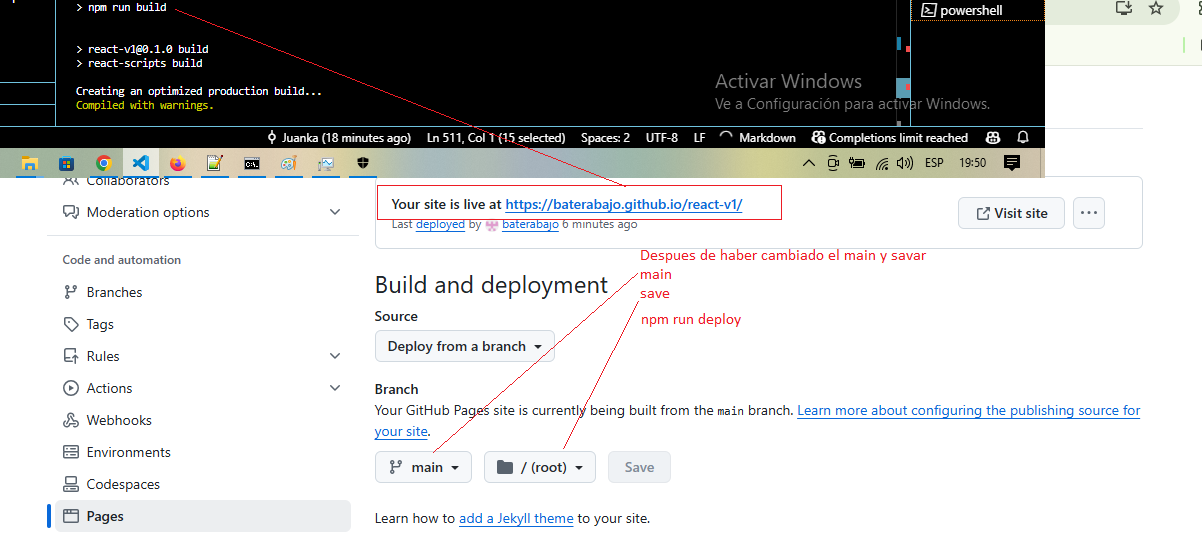 > npm run build
powershell
> react-v1@0.1.0 build
> react-scripts build
Creating an optimized production build...
Compiled with warnings.
Activar Windows
Ve a Configuración para activar Windows.
Juanka (18 minutes ago) Ln 511, Col 1 (15 selected) Spaces: 2 UTF-8 LF Markdown Completions limit reached
ESP 19:50
Collaborators
Moderation options
Code and automation
Branches
Tags
Rules
Actions
Webhooks
Environments
Codespaces
Pages
Your site is live at https://baterabajo.github.io/react-v1/
Last deployed by baterabajo 6 minutes ago
Visit site
Despues de haber cambiado el main y savar
main
save
npm run deploy
Build and deployment
Source
Deploy from a branch
Branch
Your GitHub Pages site is currently being built from the main branch. Learn more about configuring the publishing source for
your site.
main / (root) Save
Learn how to add a Jekyll theme to your site.